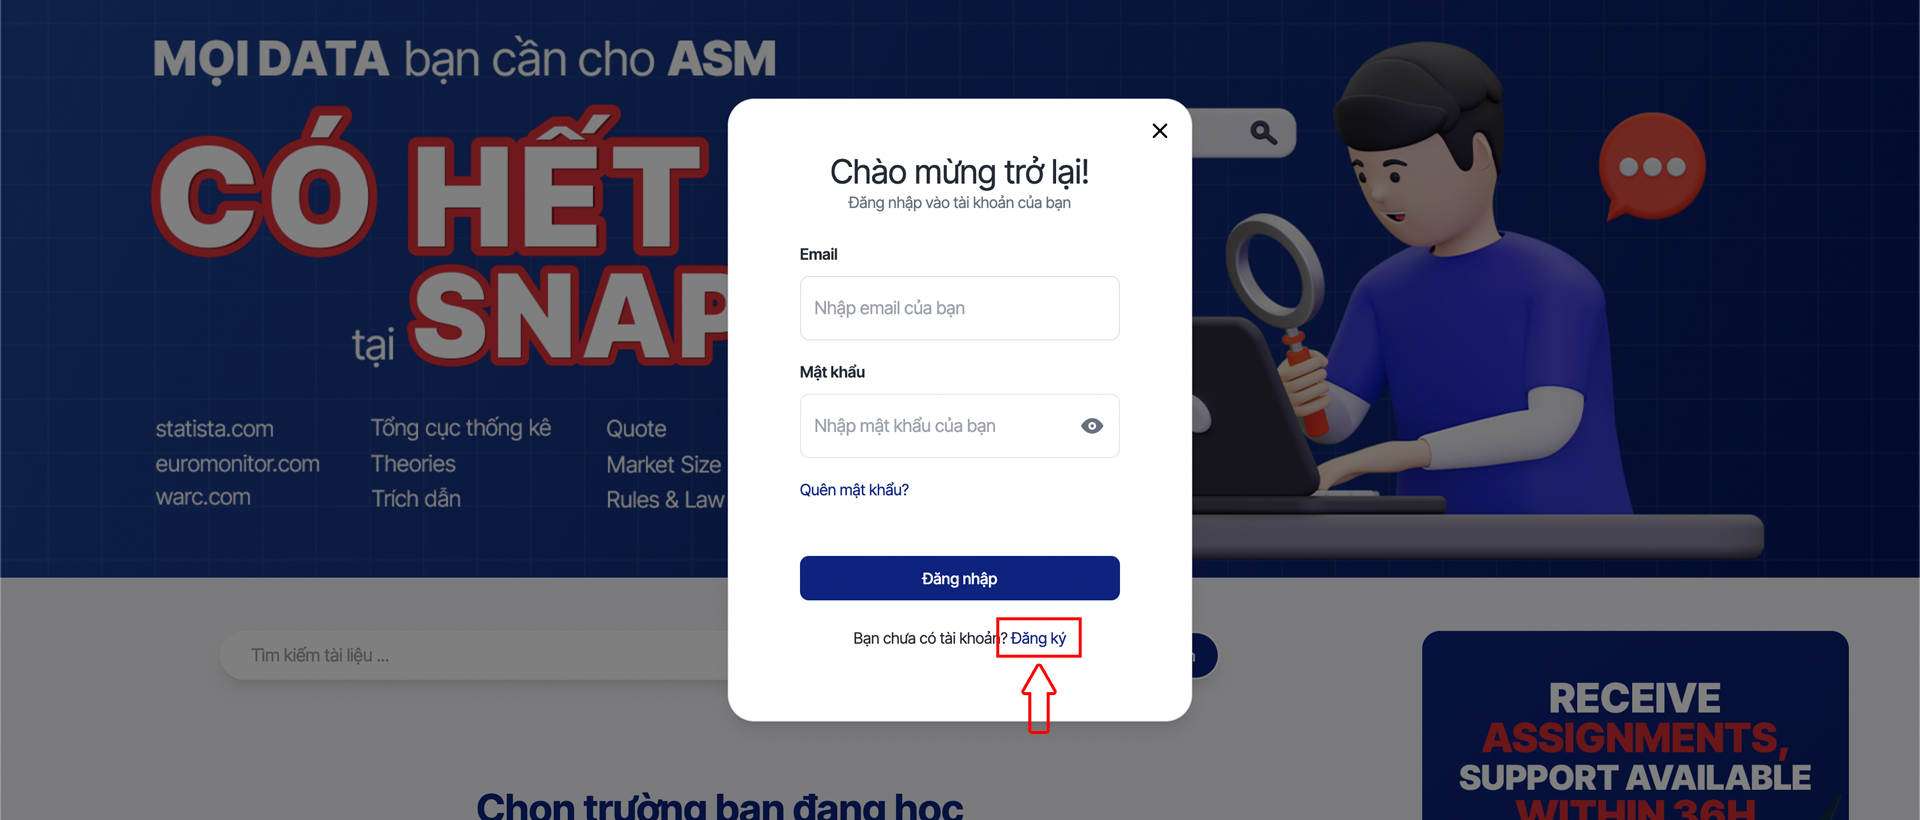 MỌI DATA bạn cần cho ASM
CÓ HẾT
tại SNAP
statista.com
euromonitor.com
warc.com
Tổng cục thống kê
Theories
Trích dẫn
Quote
Market Size
Rules & Law
Chào mừng trở lại!
Đăng nhập vào tài khoản của bạn
Email
Nhập email của bạn
Mật khẩu
Nhập mật khẩu của bạn
Quên mật khẩu?
Đăng nhập
Bạn chưa có tài khoản? Đăng ký
Tìm kiếm tài liệu ...
Chọn trường bạn đang học
RECEIVE
ASSIGNMENTS,
SUPPORT AVAILABLE
WITHIN 36H